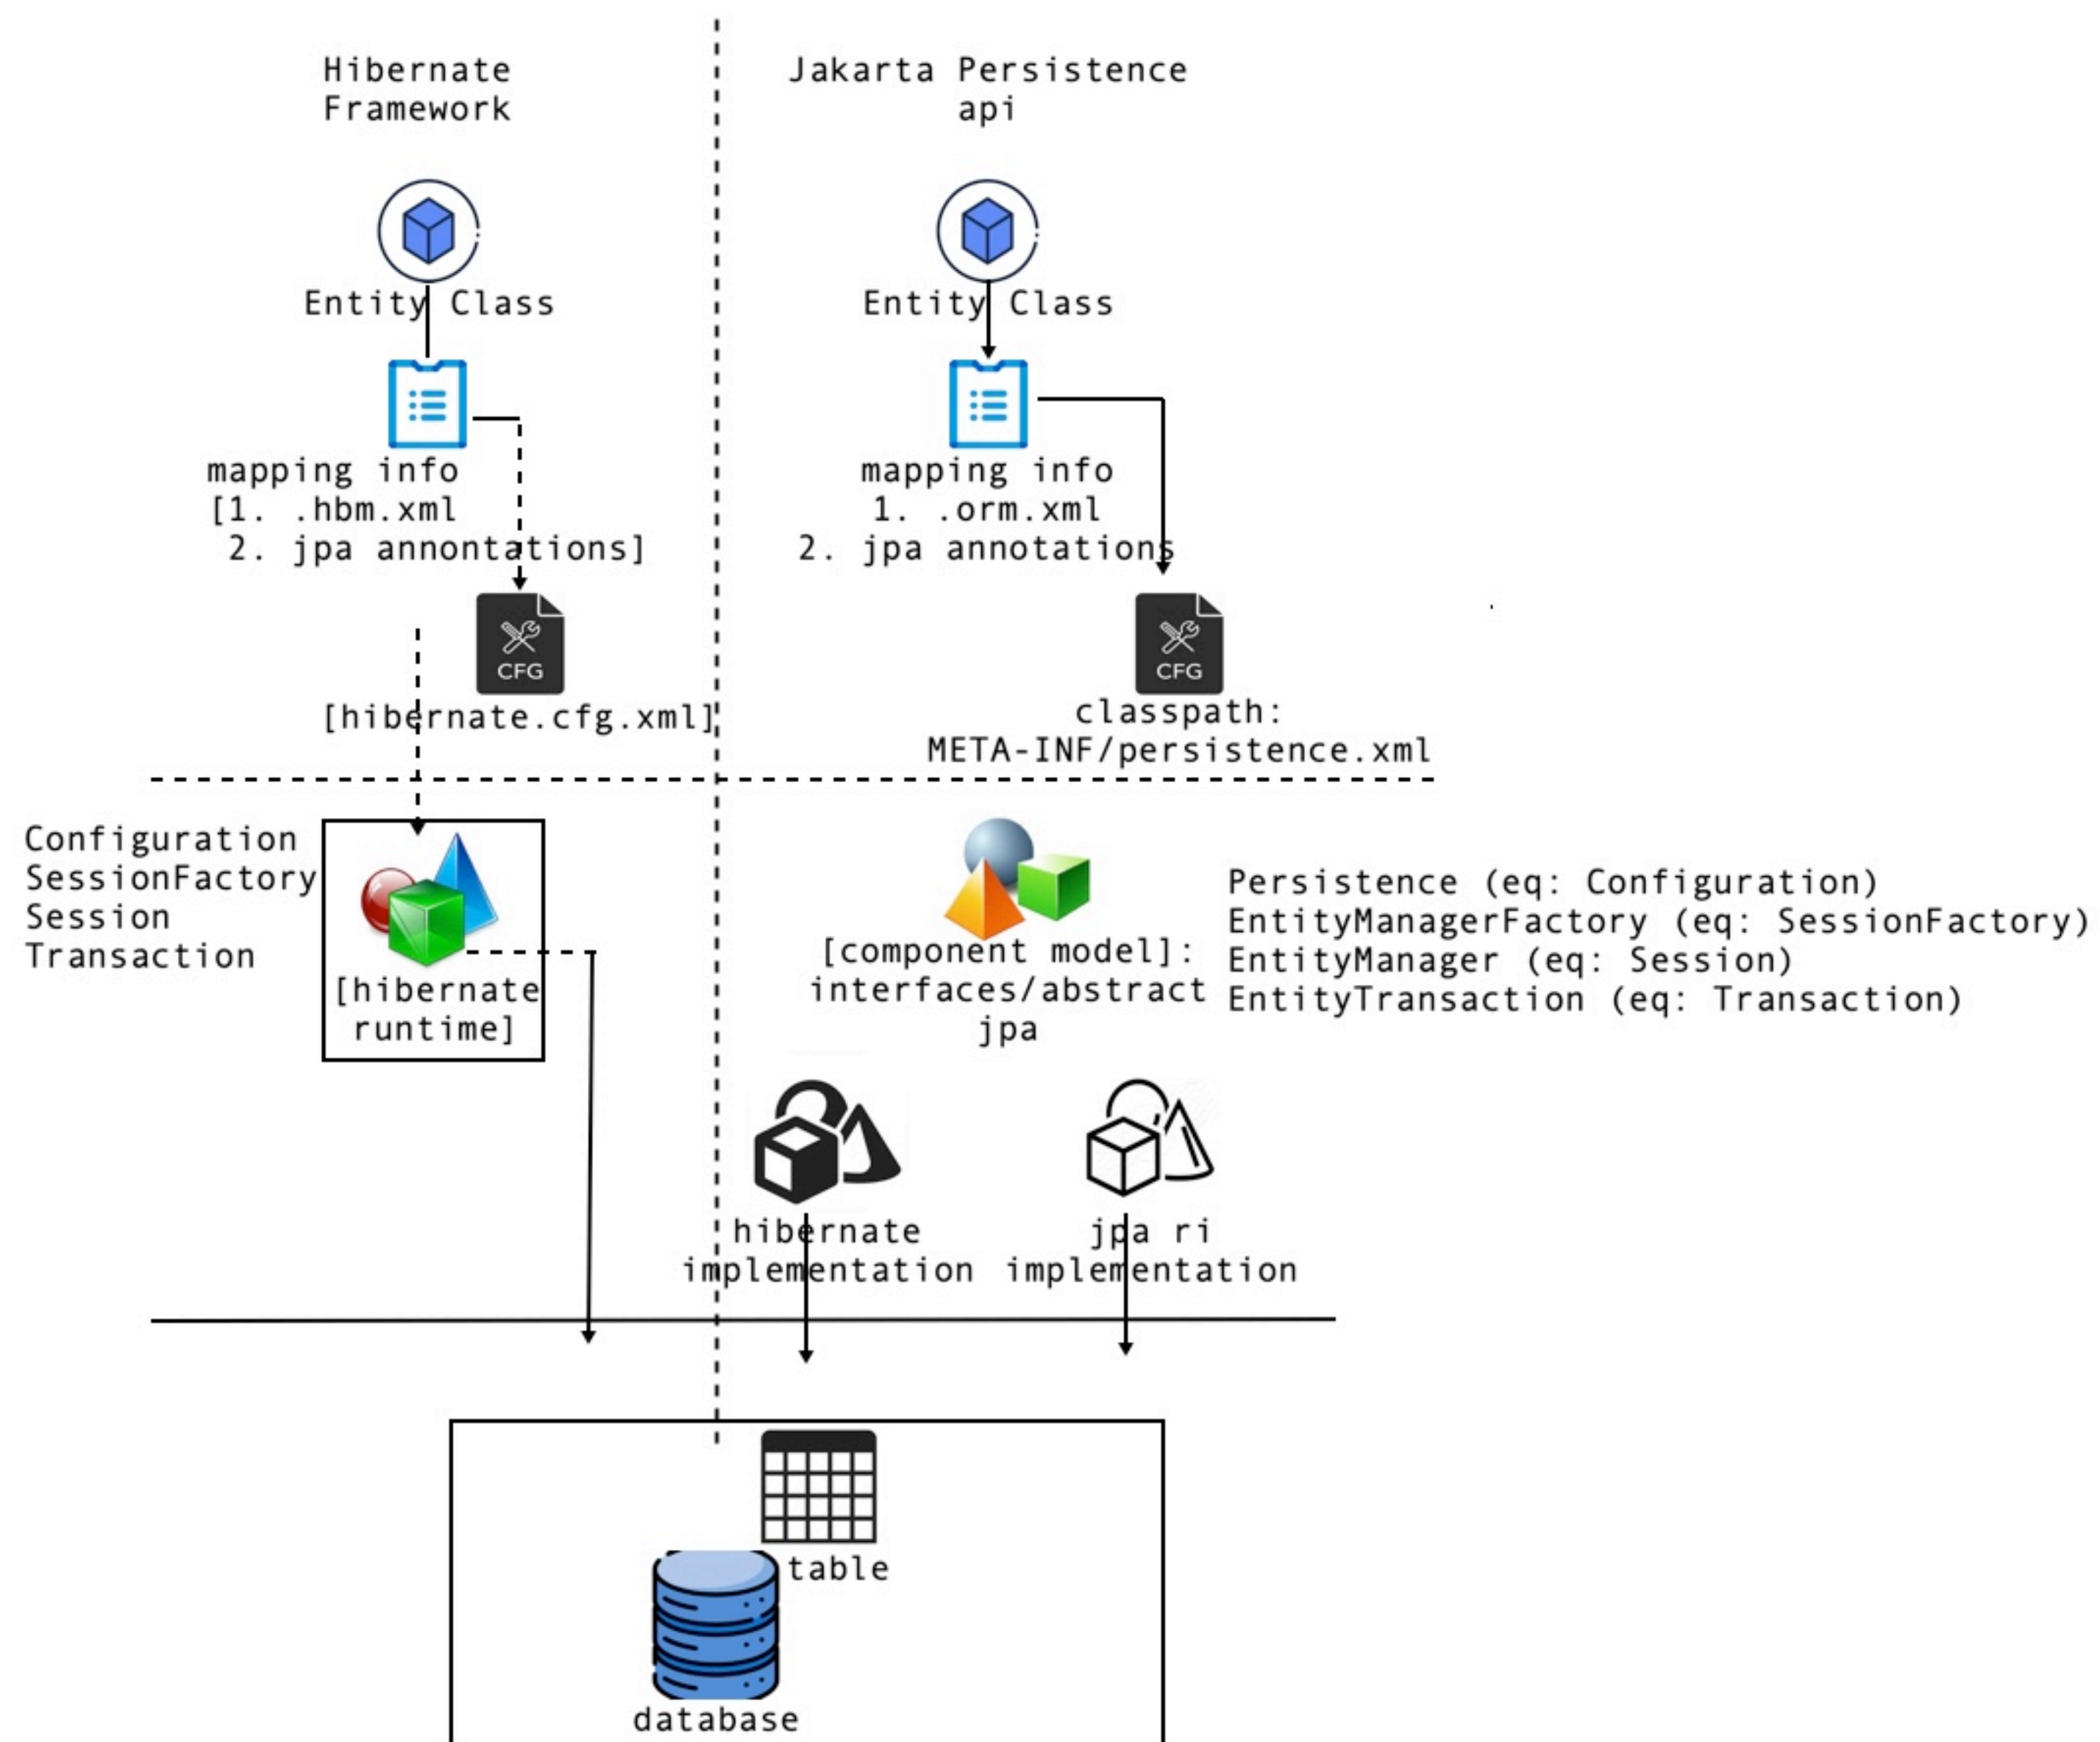 Hibernate
Framework
Jakarta Persistence
api
Entity Class
Entity Class
mapping info
[1. .hbm.xml
2. jpa annontations]
mapping info
1. .orm.xml
2. jpa annotations
CFG
[hibernate.cfg.xml]
CFG
classpath:
META-INF/persistence.xml
Configuration
SessionFactory
Session
Transaction
[hibernate
runtime]
[component model]:
interfaces/abstract
jpa
Persistence (eq: Configuration)
EntityManagerFactory (eq: SessionFactory)
EntityManager (eq: Session)
EntityTransaction (eq: Transaction)
hibernate
implementation
jpa ri
implementation
table
database